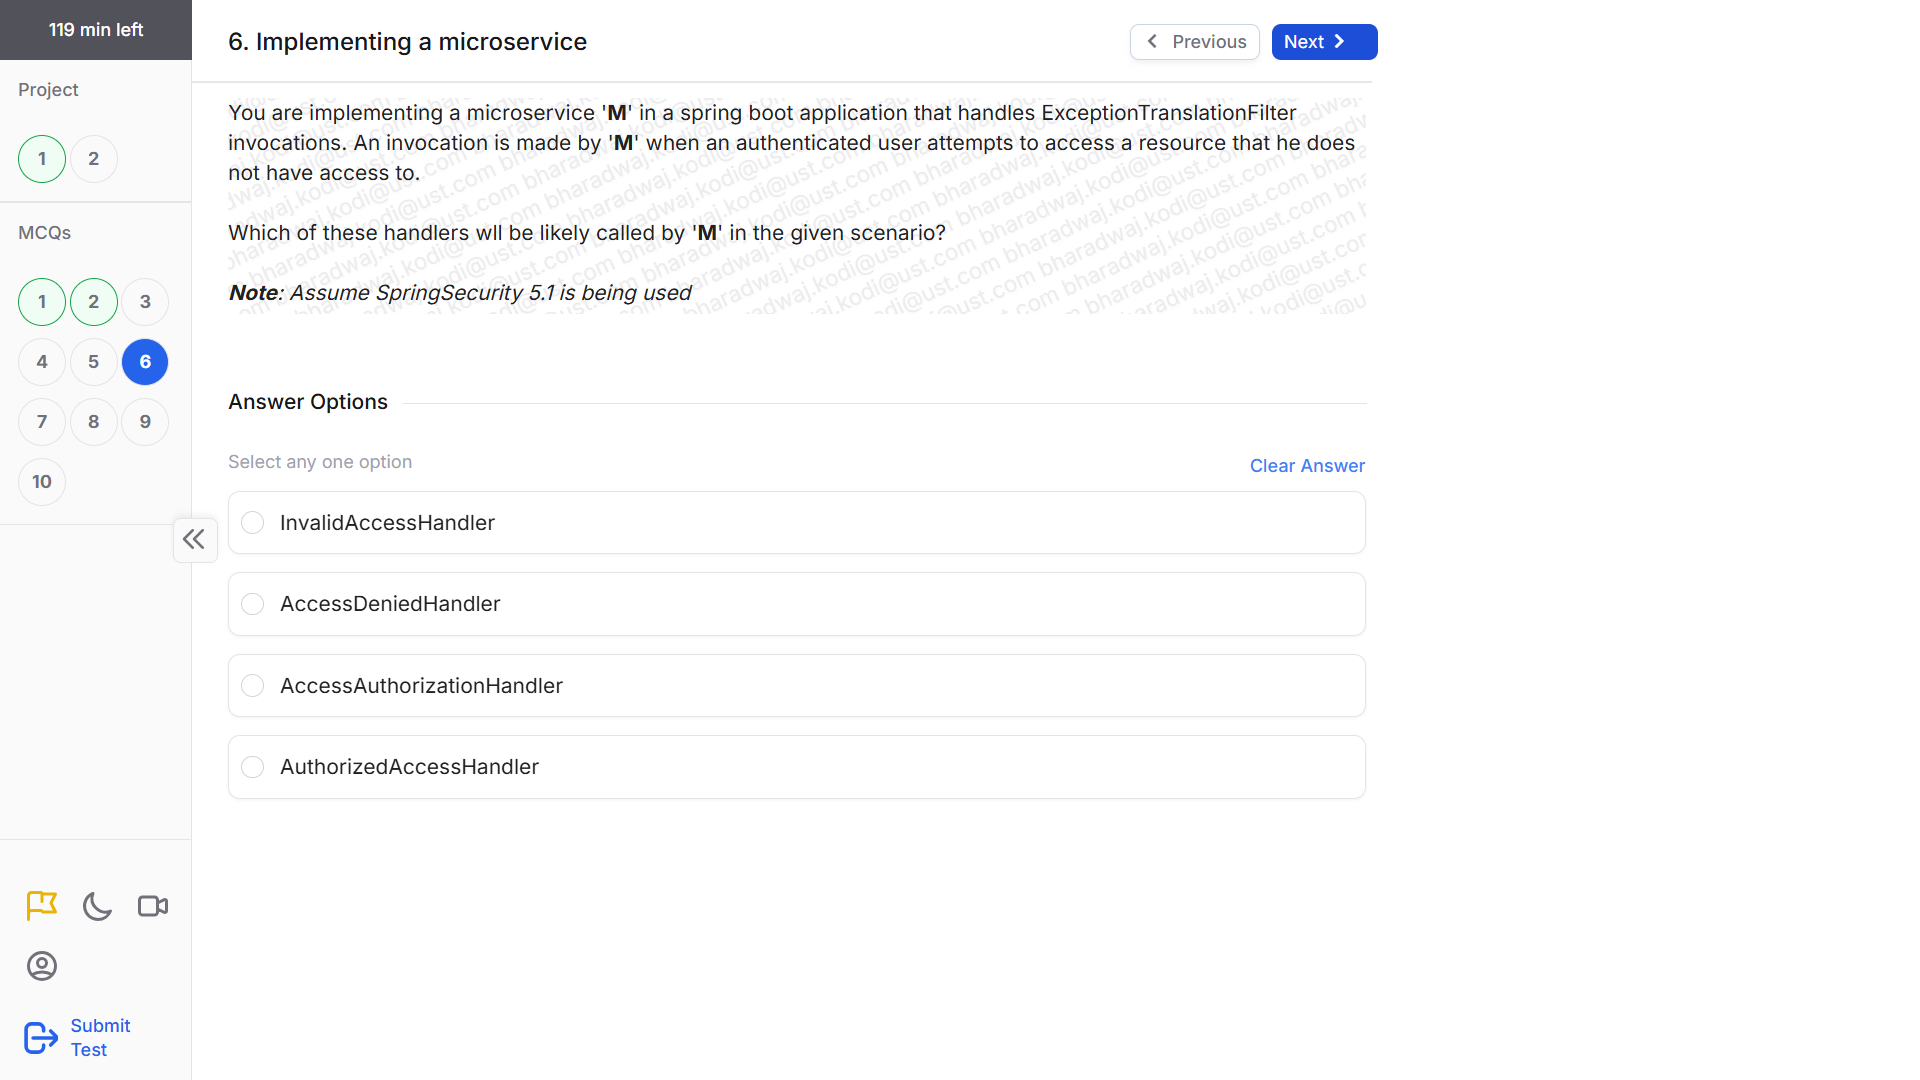 119 min left
6. Implementing a microservice
Previous
Next
Project
1
2
MCQs
1
2
3
4
5
6
7
8
9
10
You are implementing a microservice 'M' in a spring boot application that handles ExceptionTranslationFilter
invocations. An invocation is made by 'M' when an authenticated user attempts to access a resource that he does
not have access to.
Which of these handlers wll be likely called by 'M' in the given scenario?
Note: Assume SpringSecurity 5.1 is being used
bharadwaj.kodi@ust.com
Answer Options
Select any one option
Clear Answer
InvalidAccessHandler
AccessDeniedHandler
AccessAuthorizationHandler
AuthorizedAccessHandler
Submit
Test